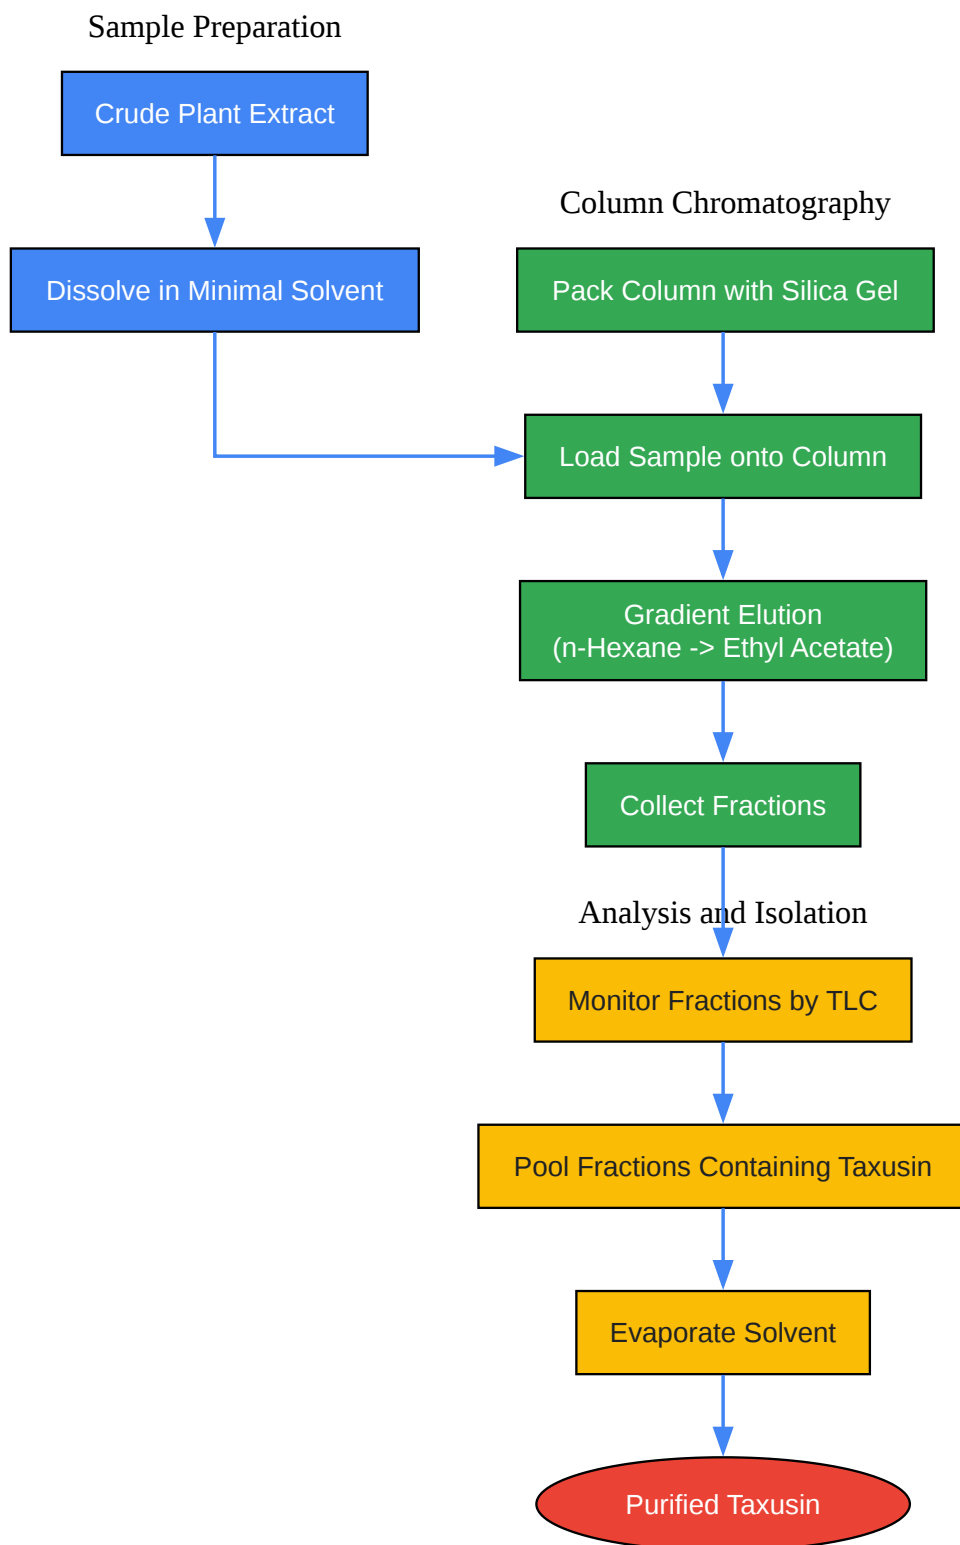 Sample Preparation
Crude Plant Extract
Dissolve in Minimal Solvent
Column Chromatography
Pack Column with Silica Gel
Load Sample onto Column
Gradient Elution
(n-Hexane -> Ethyl Acetate)
Collect Fractions
Analysis and Isolation
Monitor Fractions by TLC
Pool Fractions Containing Taxusin
Evaporate Solvent
Purified Taxusin